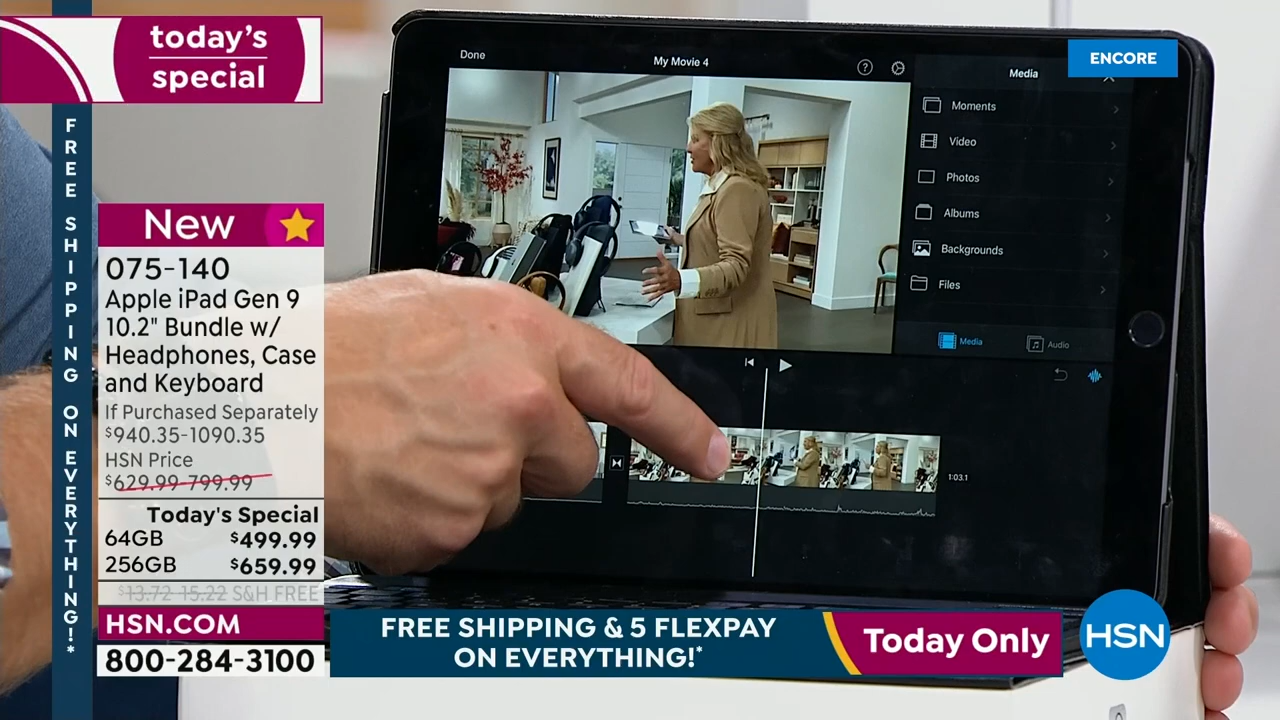 today's
special
FREE SHIPPING ON EVERYTHING!*
New
075-140
Apple iPad Gen 9
10.2" Bundle w/
Headphones, Case
and Keyboard
If Purchased Separately
$940.35-1090.35
HSN Price
$629.99-799.99
Today's Special
64GB $499.99
256GB $659.99
$13.72-15.22 S&H FREE
HSN.COM
800-284-3100
Done
My Movie 4
?
Media
ENCORE
Moments
Video
Photos
Albums
Backgrounds
Files
Media
Audio
1:03.1
FREE SHIPPING & 5 FLEXPAY
ON EVERYTHING!*
Today Only
HSN